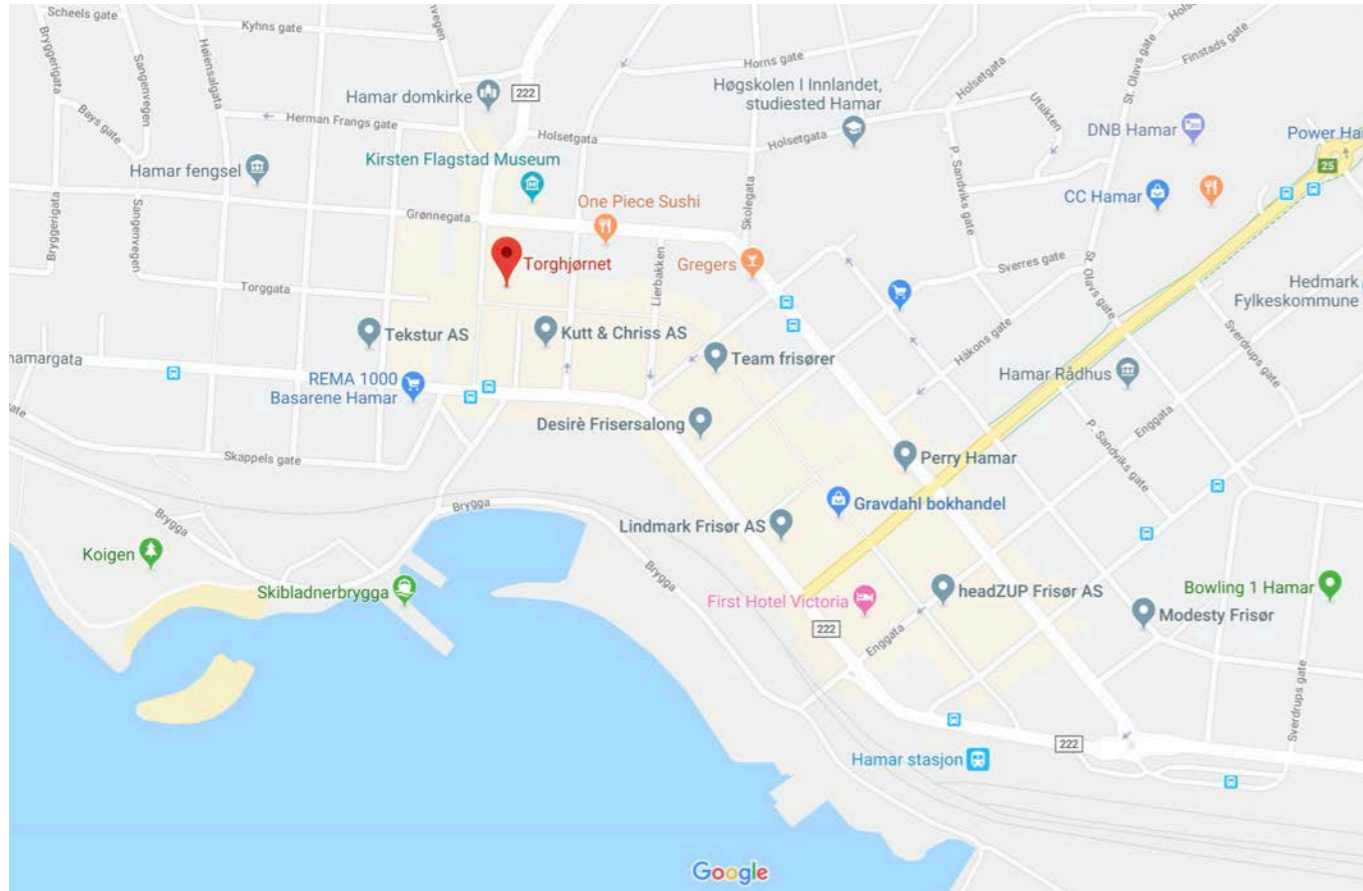 Scheels gate
Kyhns gate
Bryggerigata
Sangenvegen
Høiensalgata
Horns gate
Holsetgata
St. Olavs gate
Finstads gate
Hamar domkirke
222
Høgskolen I Innlandet,
studiested Hamar
Utsikten
DNB Hamar
Power Ha
Bays gate
Herman Frangs gate
Holsetgata
Holsetgata
P. Sandviks gate
25
Hamar fengsel
Kirsten Flagstad Museum
CC Hamar
Bryggerigata
Sangenvegen
Grønnegata
One Piece Sushi
Skolegata
Torghjørnet
Lierbakken
Gregers
Sverres gate
St. Olavs gate
Hedmark
Fylkeskommune
Torggata
Tekstur AS
Kutt & Chriss AS
Team frisører
Håkons gate
Sverdrups gate
hamargata
REMA 1000
Basarene Hamar
Hamar Rådhus
Enggata
Desirè Frisersalong
P. Sandviks gate
Skappels gate
Perry Hamar
Brygga
Brygga
Gravdahl bokhandel
Lindmark Frisør AS
Koigen
Brygga
Skibladnerbrygga
First Hotel Victoria
headZUP Frisør AS
Bowling 1 Hamar
Modesty Frisør
222
Enggata
Sverdrups gate
222
Hamar stasjon
Google